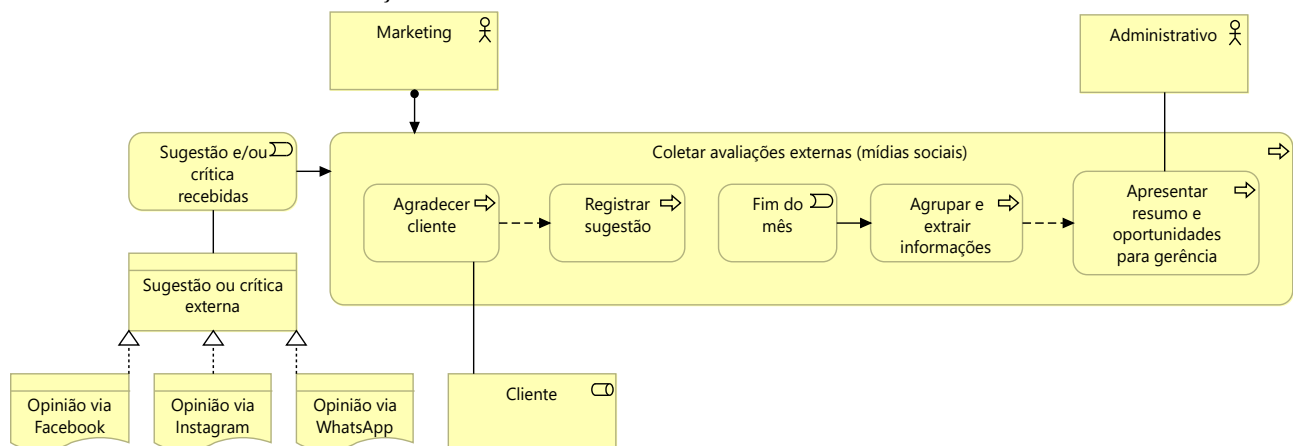 Marketing
Administrativo
Sugestão e/ou
crítica
recebidas
Coletar avaliações externas (mídias sociais)
Agradecer
cliente
Registrar
sugestão
Fim do
mês
Agrupar e
extrair
informações
Apresentar
resumo e
oportunidades
para gerência
Sugestão ou crítica
externa
Opinião via
Facebook
Opinião via
Instagram
Opinião via
WhatsApp
Cliente